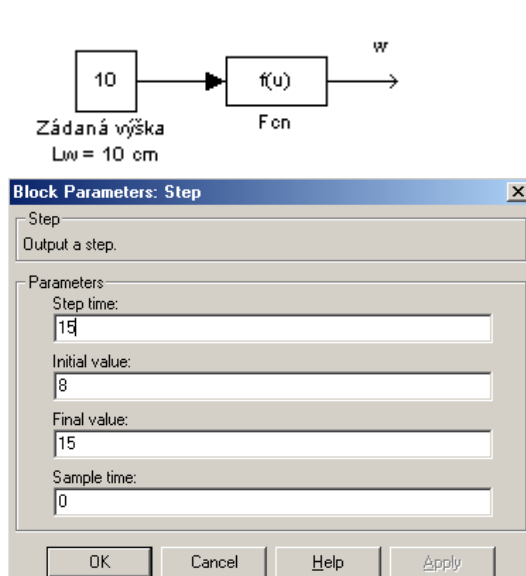 w
10
f(u)
Zádaná výška
Lw = 10 cm
Fcn
Block Parameters: Step
Step
Output a step.
Parameters
Step time:
15
Initial value:
8
Final value:
15
Sample time:
0
OK Cancel Help Apply